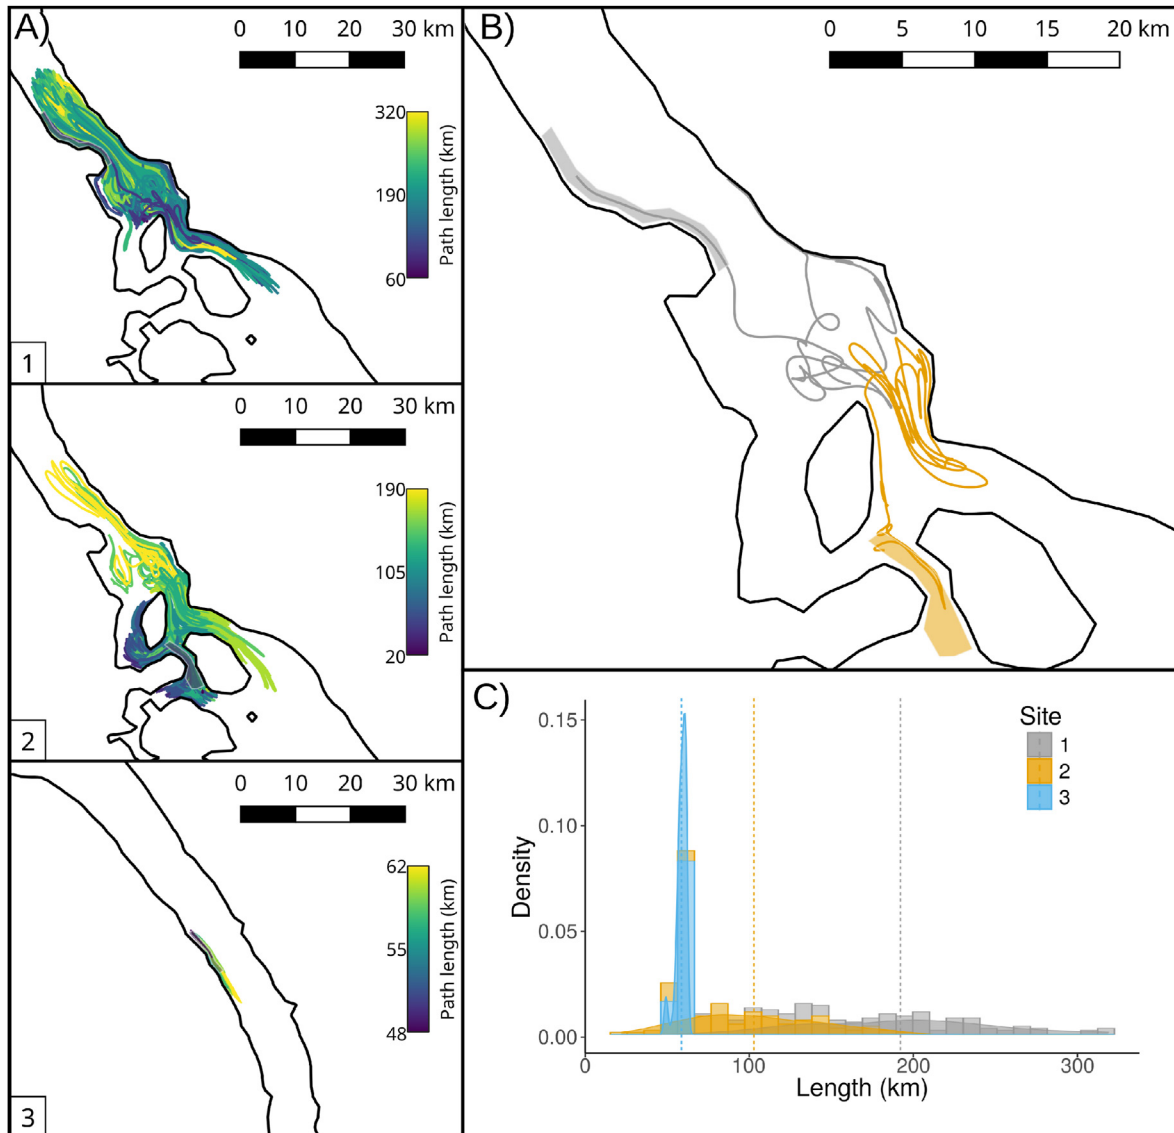 A)
0 10 20 30 km
320
190
60
Path length (km)
1
0 10 20 30 km
190
105
20
Path length (km)
2
0 10 20 30 km
62
55
48
Path length (km)
3
B)
0 5 10 15 20 km
C)
0.15
0.10
0.05
0.00
Density
0 100 200 300
Length (km)
Site
1
2
3